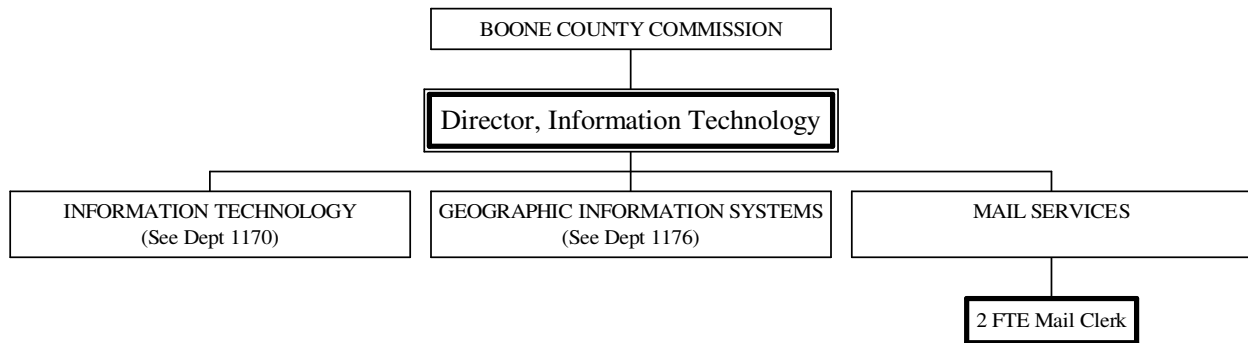 BOONE COUNTY COMMISSION
Director, Information Technology
INFORMATION TECHNOLOGY
(See Dept 1170)
GEOGRAPHIC INFORMATION SYSTEMS
(See Dept 1176)
MAIL SERVICES
2 FTE Mail Clerk